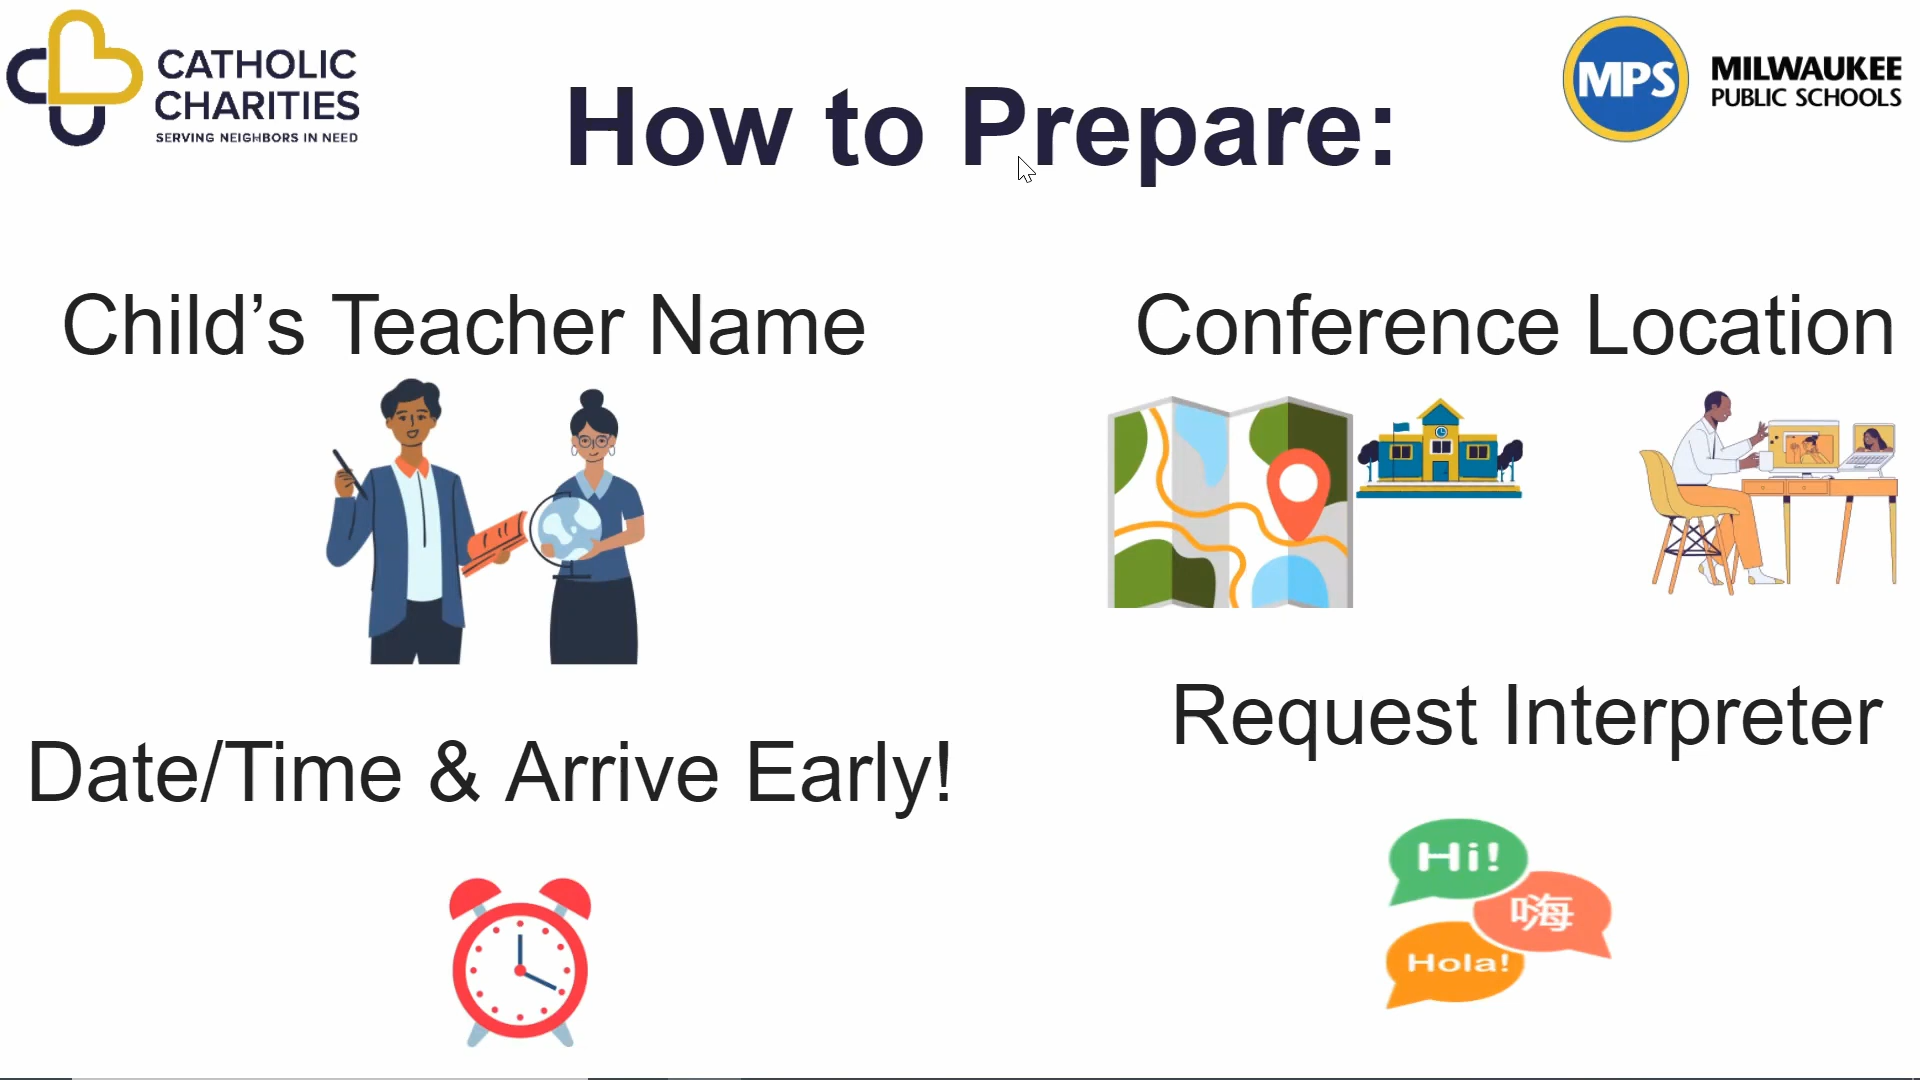 CATHOLIC
CHARITIES
SERVING NEIGHBORS IN NEED
How to Prepare:
MPS
MILWAUKEE
PUBLIC SCHOOLS
Child’s Teacher Name
Conference Location
Date/Time & Arrive Early!
Request Interpreter
Hi!
嗨
Hola!